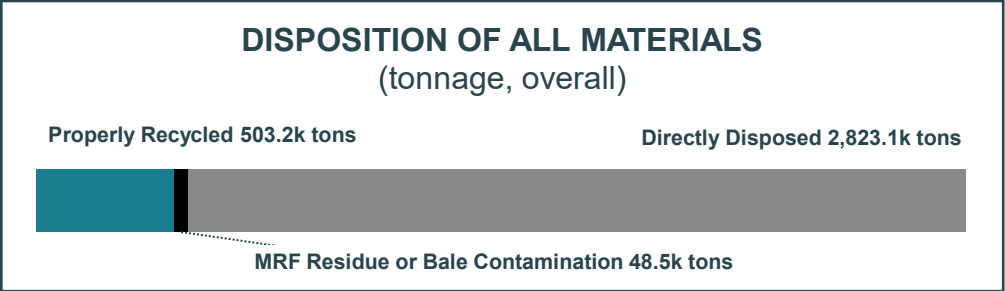 DISPOSITION OF ALL MATERIALS
(tonnage, overall)
Properly Recycled 503.2k tons
Directly Disposed 2,823.1k tons
MRF Residue or Bale Contamination 48.5k tons